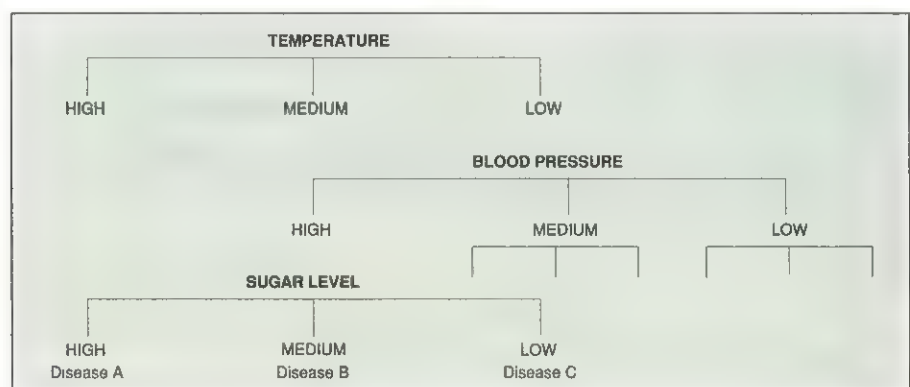 TEMPERATURE
HIGH MEDIUM LOW
BLOOD PRESSURE
HIGH MEDIUM LOW
SUGAR LEVEL
HIGH MEDIUM LOW
Disease A Disease B Disease C